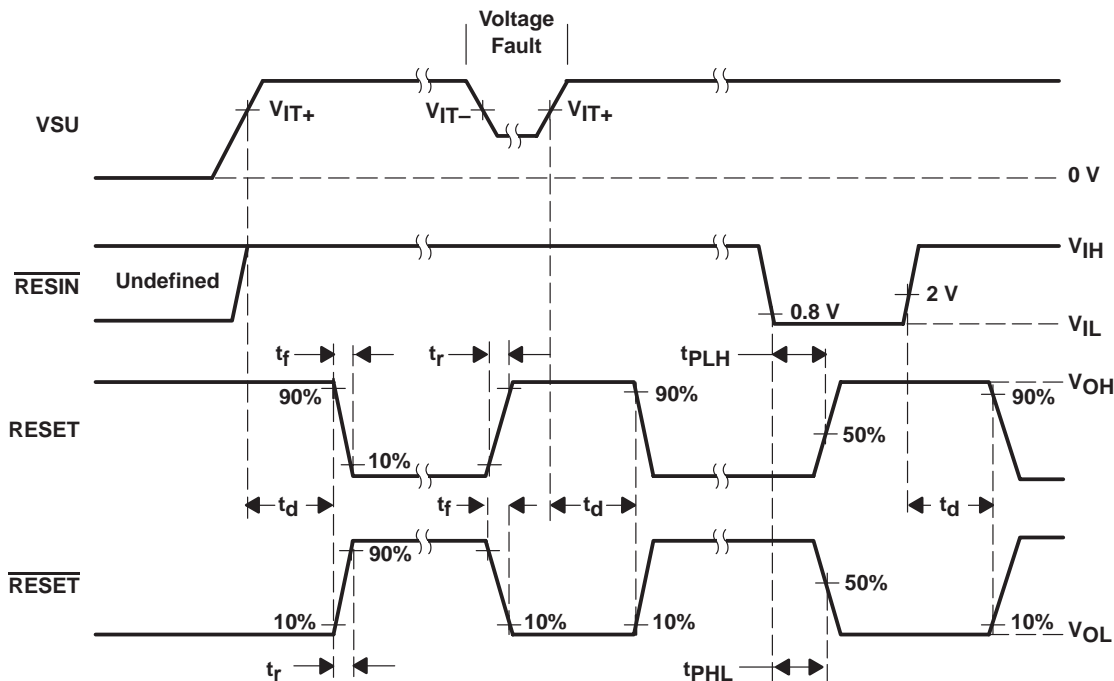 Voltage
Fault
VSU
VIT+
VIT–
VIT+
0 V
RESIN
Undefined
VIH
0.8 V
2 V
VIL
tf
tr
tPLH
RESET
90%
10%
90%
50%
90%
VOH
td
tf
td
td
RESET
90%
50%
10%
10%
10%
10%
VOL
tr
tPHL